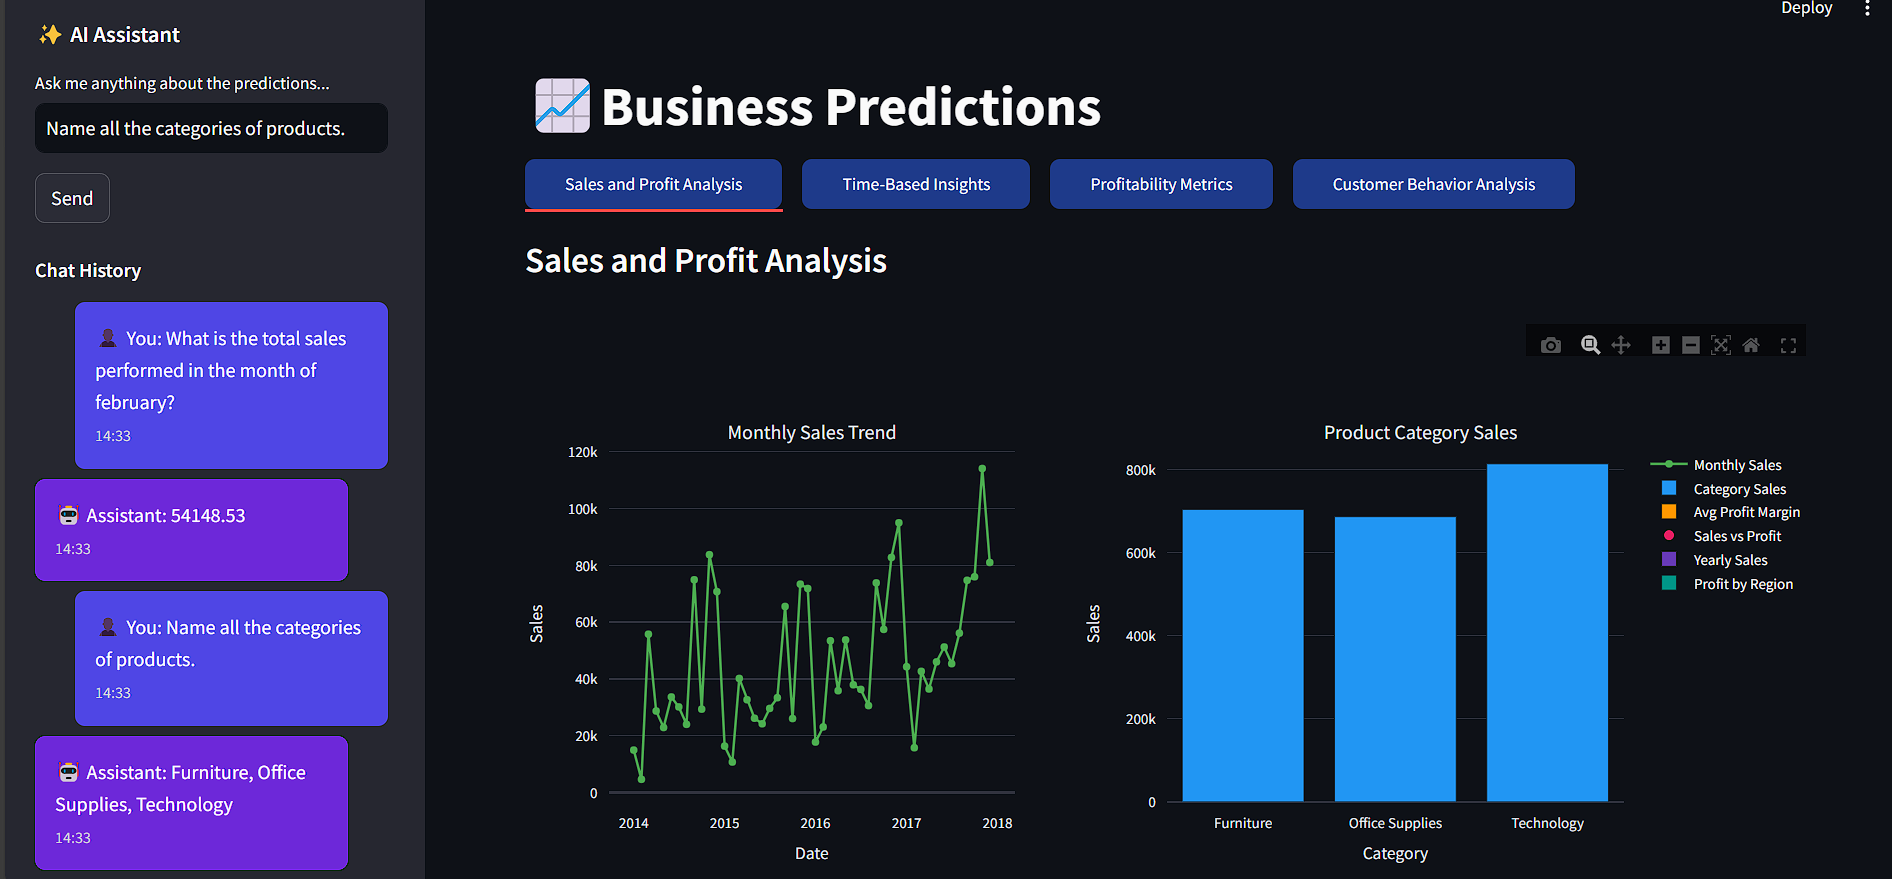 AI Assistant
Ask me anything about the predictions...
Name all the categories of products.
Send
Chat History
You: What is the total sales
performed in the month of
february?
14:33
Assistant: 54148.53
14:33
You: Name all the categories
of products.
14:33
Assistant: Furniture, Office
Supplies, Technology
14:33
Deploy
Business Predictions
Sales and Profit Analysis
Time-Based Insights
Profitability Metrics
Customer Behavior Analysis
Sales and Profit Analysis
Monthly Sales Trend
120k
100k
80k
60k
40k
20k
0
Sales
2014
2015
2016
2017
2018
Date
Product Category Sales
800k
600k
400k
200k
0
Sales
Furniture
Office Supplies
Technology
Category
Monthly Sales
Category Sales
Avg Profit Margin
Sales vs Profit
Yearly Sales
Profit by Region